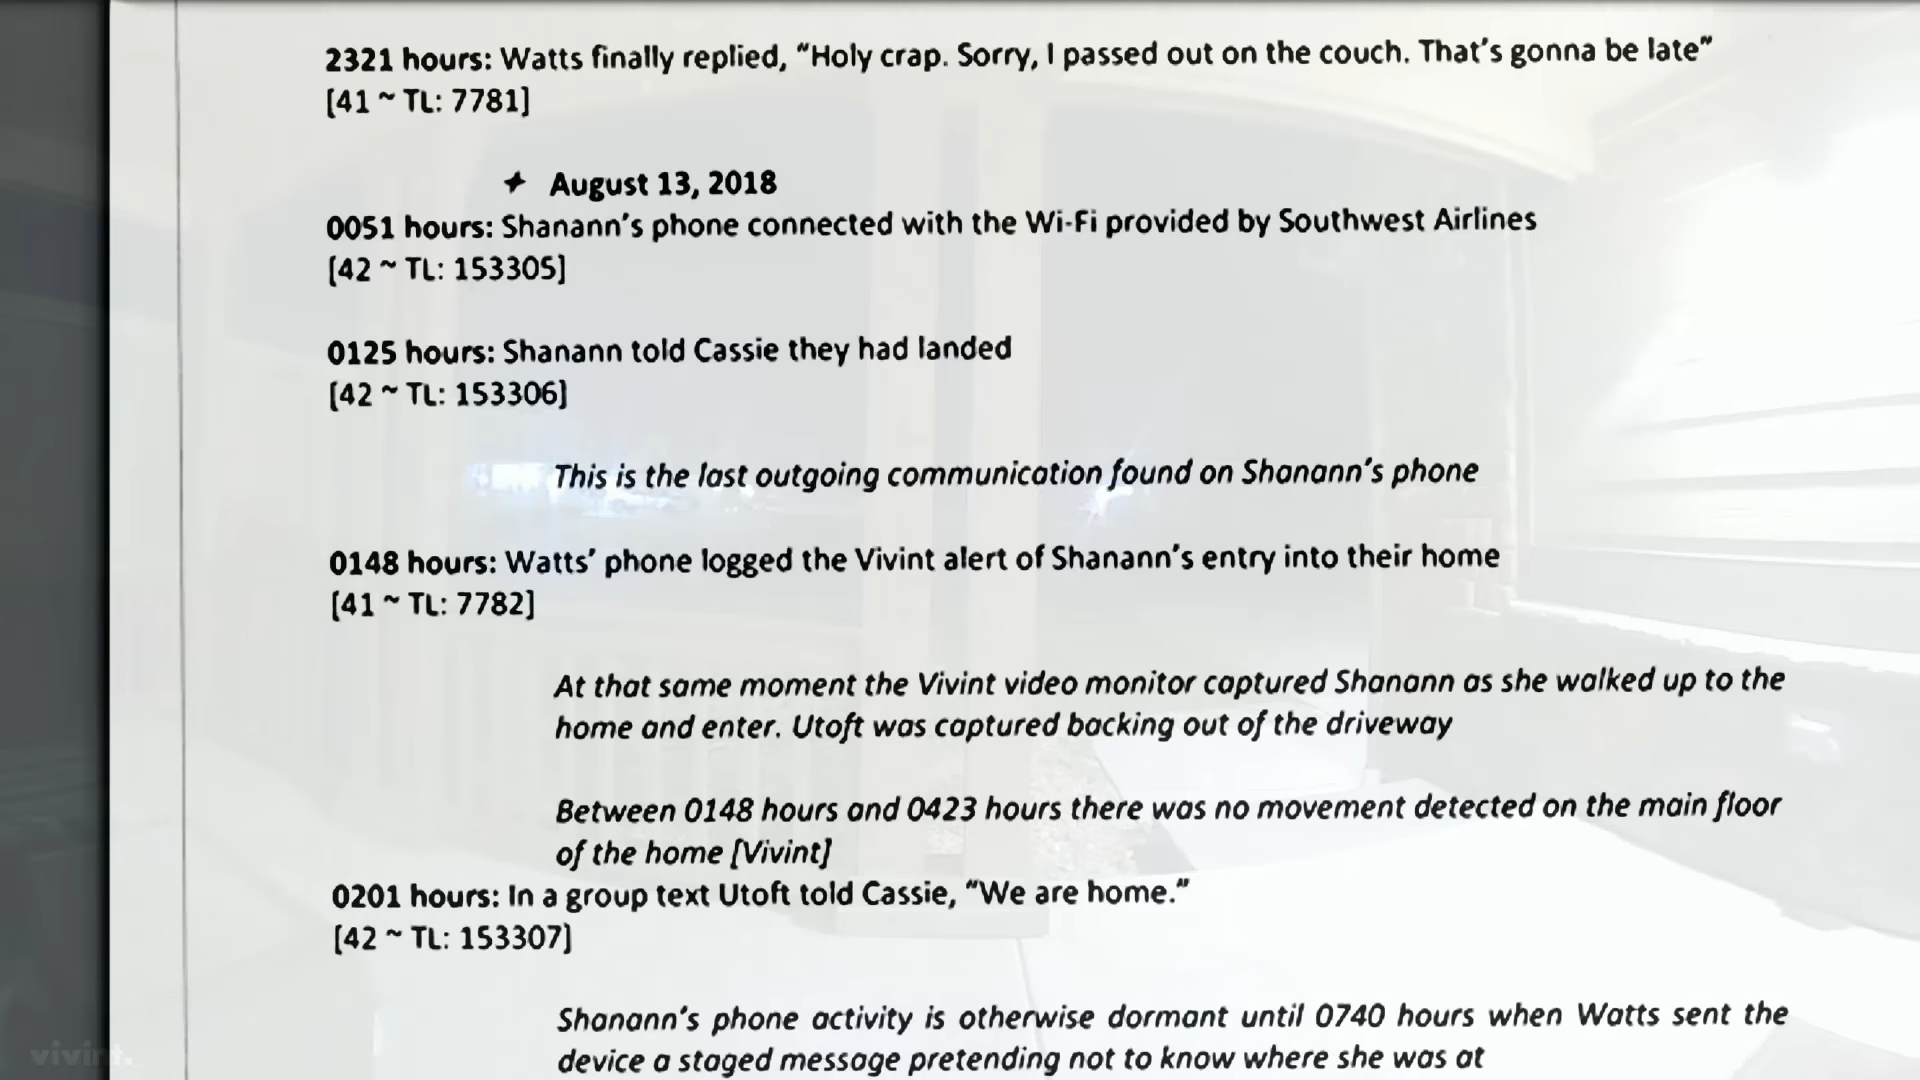 2321 hours: Watts finally replied, “Holy crap. Sorry, I passed out on the couch. That’s gonna be late”
[41 ~ TL: 7781]
✦ August 13, 2018
0051 hours: Shanann’s phone connected with the Wi-Fi provided by Southwest Airlines
[42 ~ TL: 153305]
0125 hours: Shanann told Cassie they had landed
[42 ~ TL: 153306]
This is the last outgoing communication found on Shanann’s phone
0148 hours: Watts’ phone logged the Vivint alert of Shanann’s entry into their home
[41 ~ TL: 7782]
At that same moment the Vivint video monitor captured Shanann as she walked up to the
home and enter. Utoft was captured backing out of the driveway
Between 0148 hours and 0423 hours there was no movement detected on the main floor
of the home [Vivint]
0201 hours: In a group text Utoft told Cassie, “We are home.”
[42 ~ TL: 153307]
Shanann’s phone activity is otherwise dormant until 0740 hours when Watts sent the
device a staged message pretending not to know where she was at
vivint.